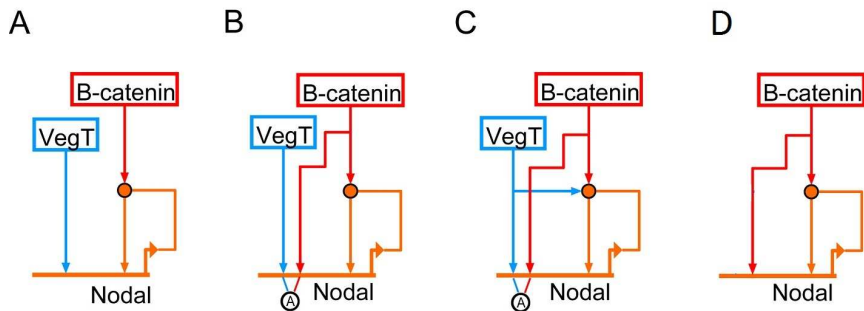 A
B
C
D
B-catenin
VegT
Nodal
B-catenin
VegT
A
Nodal
B-catenin
VegT
A
Nodal
B-catenin
Nodal